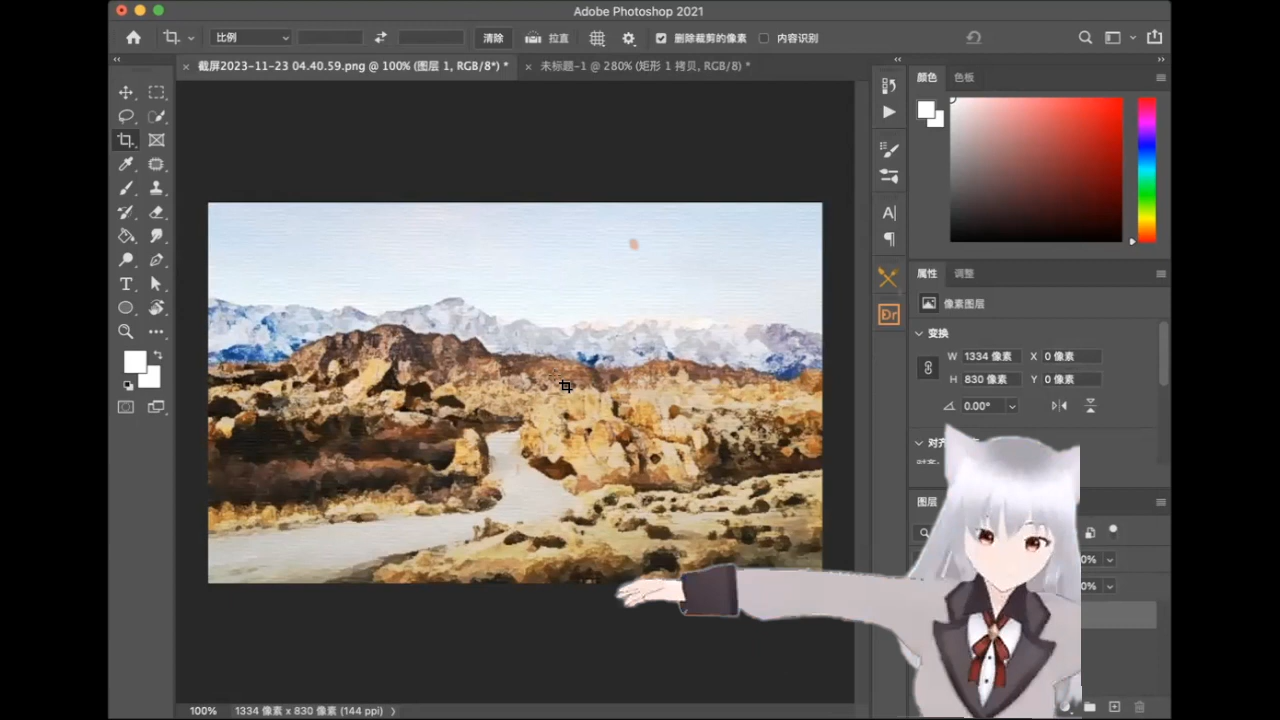 Adobe Photoshop 2021
比例
清除
拉直
删除裁剪的像素
内容识别
截屏2023-11-23 04.40.59.png @ 100% (图层 1, RGB/8*) *
未标题-1 @ 280% (矩形 1 拷贝, RGB/8) *
颜色
色板
属性
调整
像素图层
变换
W 1334 像素
X 0 像素
H 830 像素
Y 0 像素
0.00°
图层
0%
0%
100%
1334 像素 x 830 像素 (144 ppi)